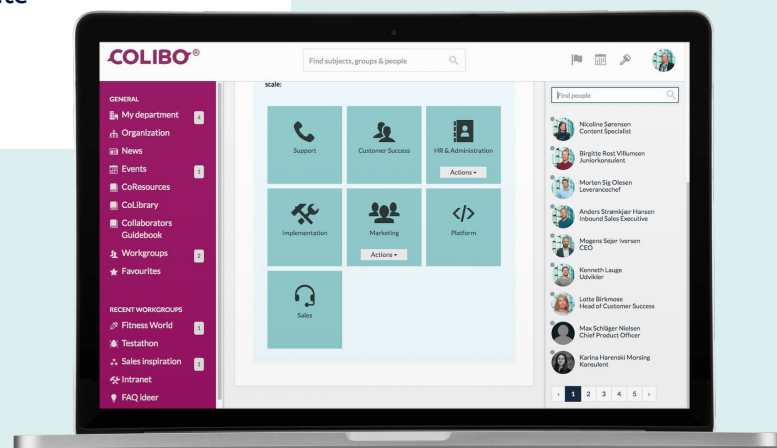 COLIBO®
Find subjects, groups & people
GENERAL
My department 4
Organization
News
Events 1
CoResources
CoLibrary
Collaborators
Guidebook
Workgroups 2
Favourites
RECENT WORKGROUPS
Fitness World 1
Testathon
Sales inspiration 1
Intranet
FAQ ideer
scale:
Support
Customer Success
HR & Administration
Actions
Implementation
Marketing
Actions
Platform
Sales
Find people
Nicoline Sørensen
Content Specialist
Birgitte Rost Villumsen
Juniorkonsulent
Morten Sig Olesen
Leverancechef
Anders Strømkjær Hansen
Inbound Sales Executive
Mogens Sejer Iversen
CEO
Kenneth Lauge
Udvikler
Lotte Birkmose
Head of Customer Success
Max Schläger Nielsen
Chief Product Officer
Karina Harenski Morsing
Konsulent
‹ 1 2 3 4 5 ›